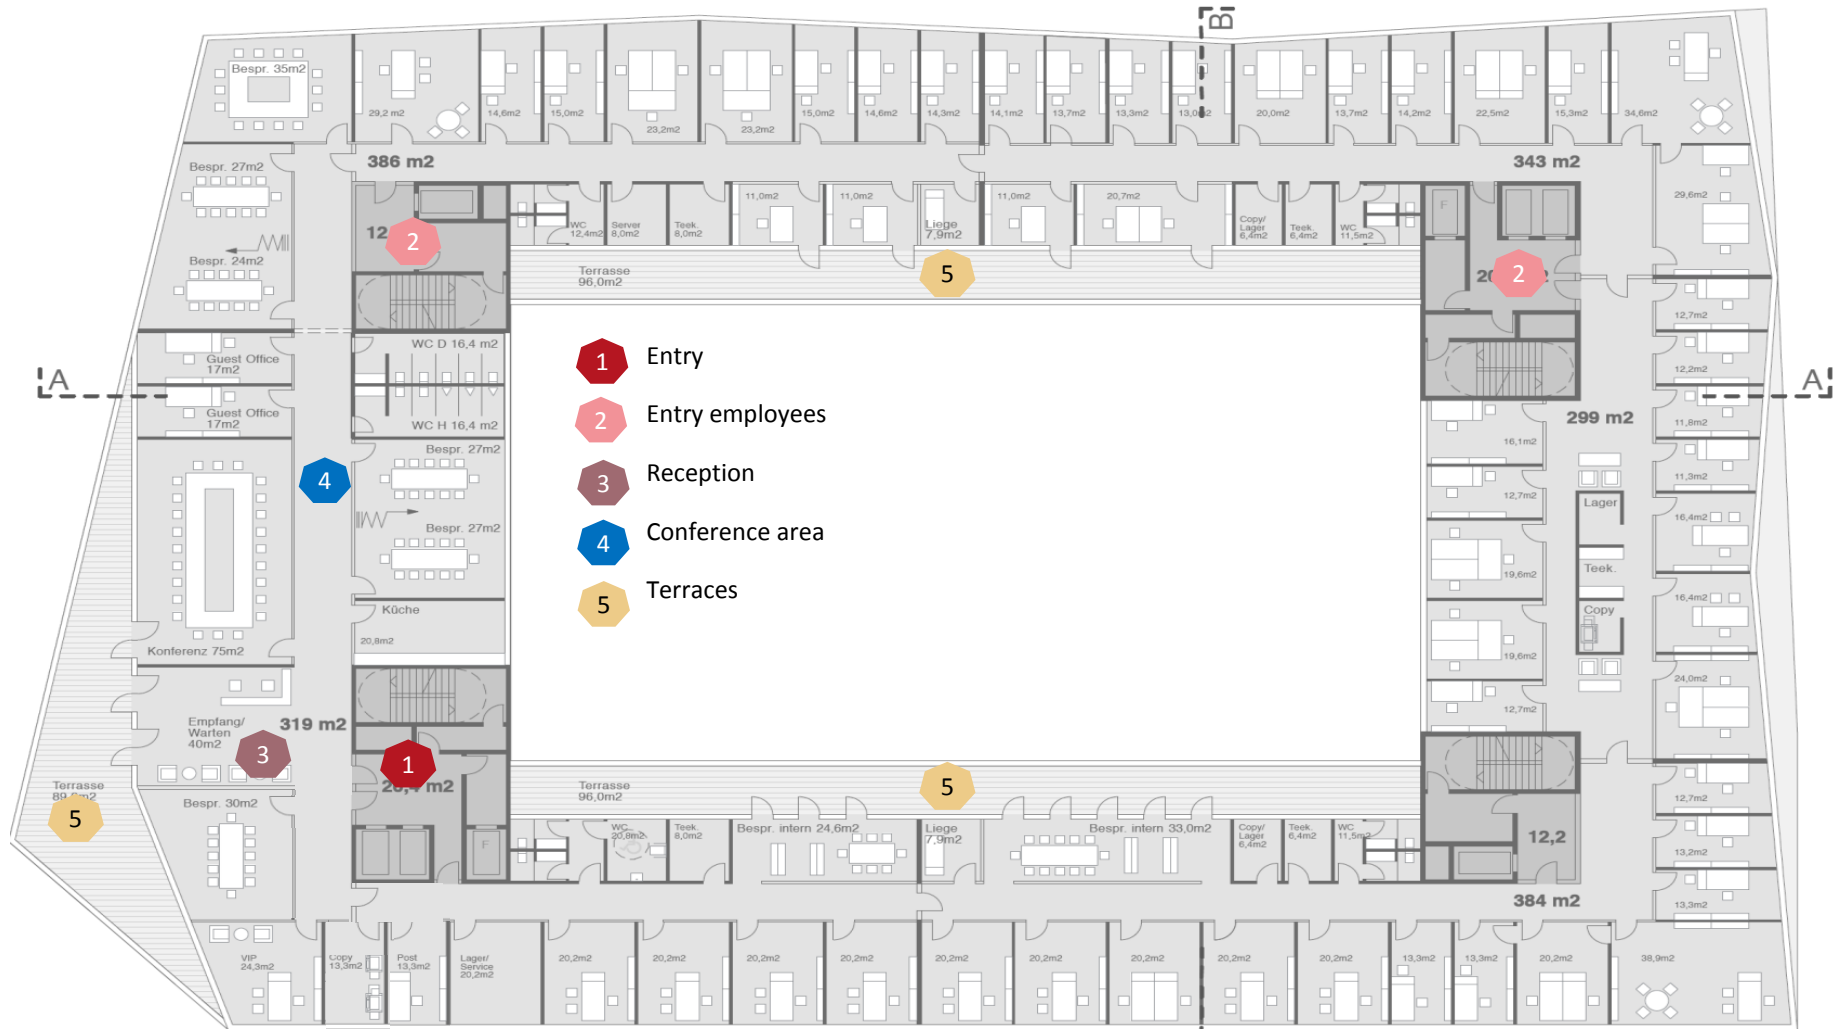 B
Bespr. 35m2
29,2 m2
14,6m2
15,0m2
23,2m2
23,2m2
15,0m2
14,6m2
14,3m2
14,1m2
13,7m2
13,3m2
20,0m2
13,7m2
14,2m2
22,5m2
15,3m2
34,6m2
386 m2
343 m2
Bespr. 27m2
Bespr. 24m2
12
2
WC
12,4m2
Server
8,0m2
Teek.
8,0m2
11,0m2
11,0m2
Liege
7,9m2
11,0m2
20,7m2
Copy/
Lager
6,4m2
Teek.
6,4m2
WC
11,5m2
F
20
2
2
29,6m2
Terrasse
96,0m2
5
12,7m2
12,2m2
11,8m2
11,3m2
Guest Office
17m2
Guest Office
17m2
WC D 16,4 m2
WC H 16,4 m2
A
A
1 Entry
2 Entry employees
3 Reception
4 Conference area
5 Terraces
299 m2
16,1m2
12,7m2
19,6m2
19,6m2
12,7m2
Lager
Teek.
Copy
16,4m2
16,4m2
24,0m2
4
Bespr. 27m2
Bespr. 27m2
Küche
20,8m2
Konferenz 75m2
Empfang/
Warten
40m2
319 m2
3
1
m2
Terrasse
5
Bespr. 30m2
F
Terrasse
96,0m2
5
WC
20,8m2
Teek.
8,0m2
Bespr. intern 24,6m2
Liege
7,9m2
Bespr. intern 33,0m2
Copy/
Lager
6,4m2
Teek.
6,4m2
WC
11,5m2
12,2
12,7m2
13,2m2
13,3m2
384 m2
VIP
24,3m2
Copy
13,3m2
Post
13,3m2
Lager/
Service
20,2m2
20,2m2
20,2m2
20,2m2
20,2m2
20,2m2
20,2m2
20,2m2
20,2m2
20,2m2
13,3m2
13,3m2
20,2m2
38,9m2